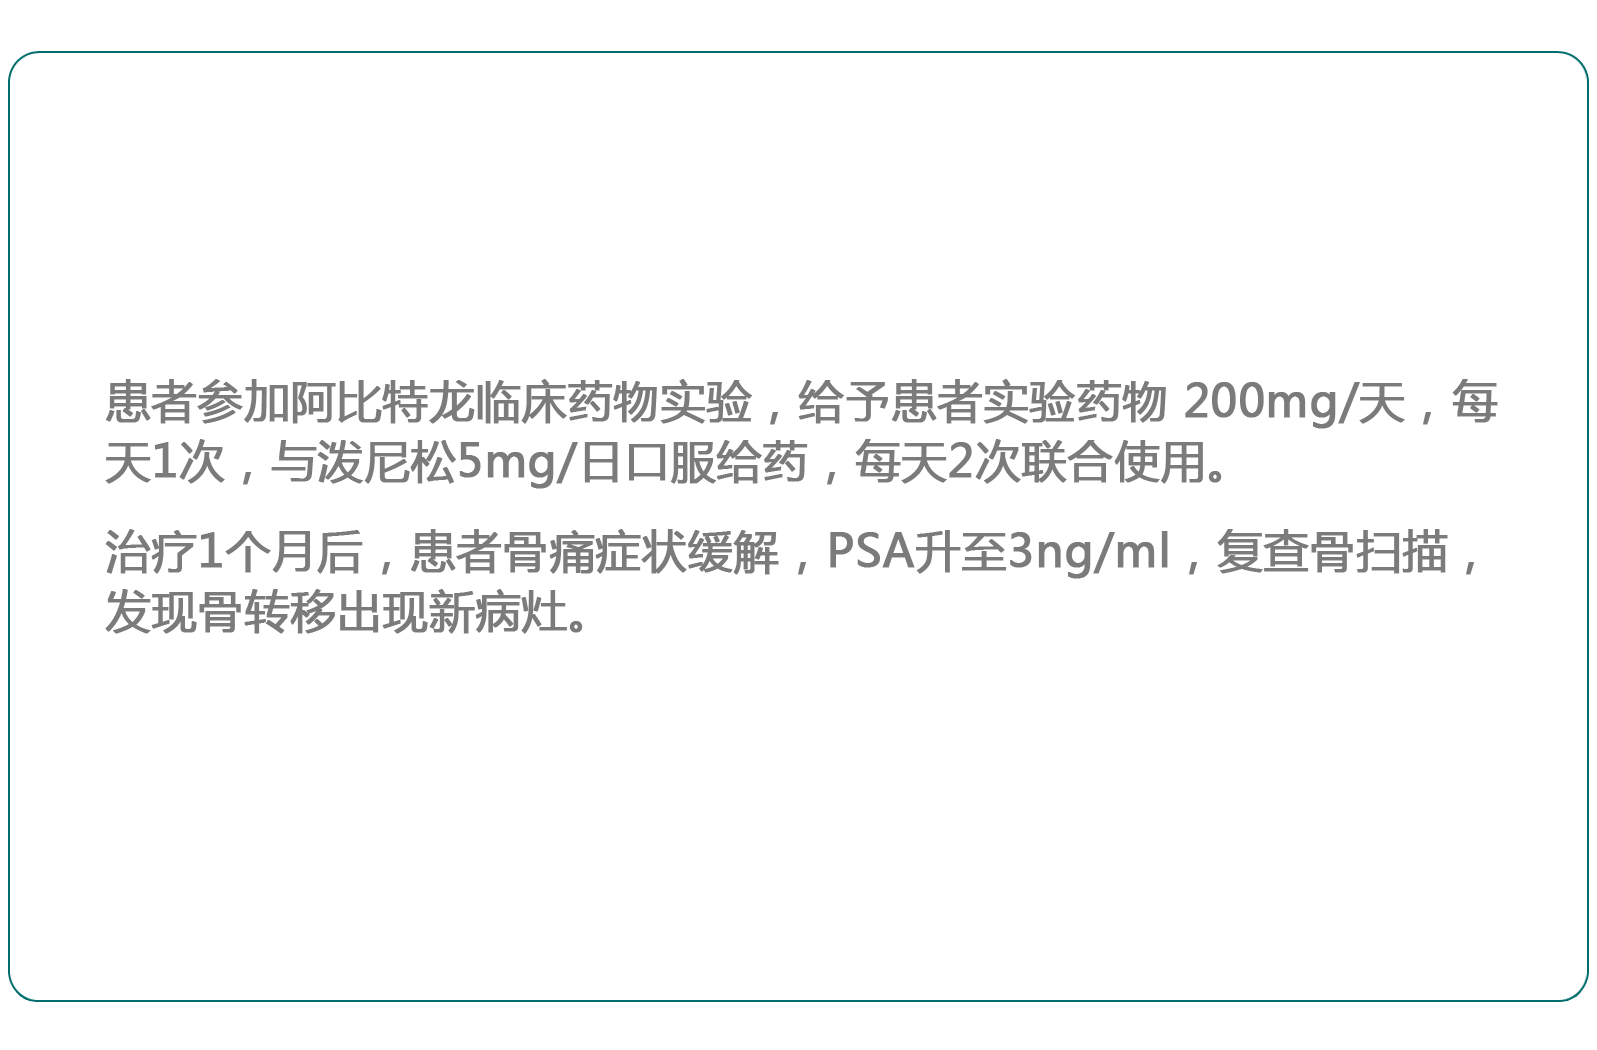 患者参加阿比特龙临床药物实验，给予患者实验药物 200mg/天，每
天1次，与泼尼松5mg/日口服给药，每天2次联合使用。
治疗1个月后，患者骨痛症状缓解，PSA升至3ng/ml，复查骨扫描，
发现骨转移出现新病灶。